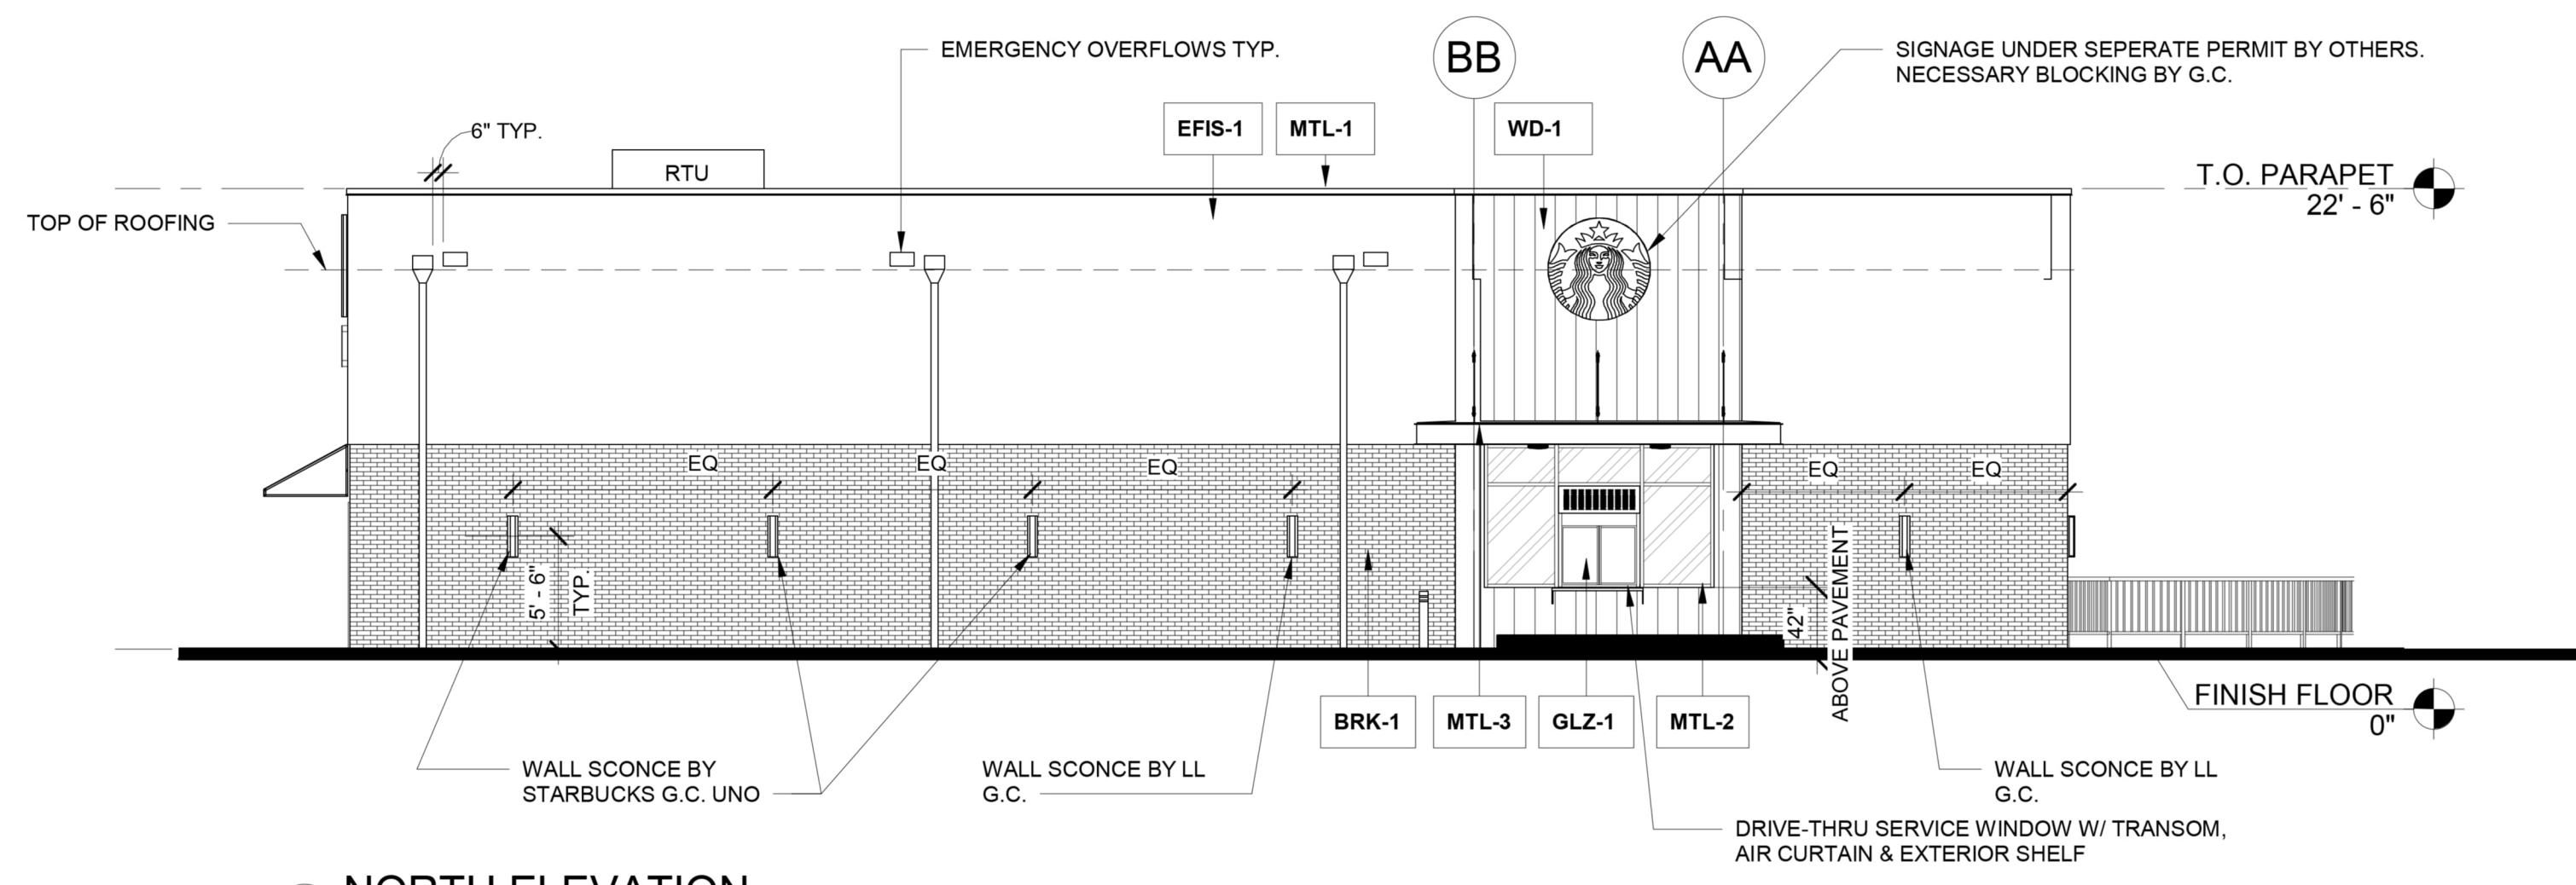 EMERGENCY OVERFLOWS TYP.
BB
AA
SIGNAGE UNDER SEPERATE PERMIT BY OTHERS.
NECESSARY BLOCKING BY G.C.
6" TYP.
EFIS-1
MTL-1
WD-1
RTU
T.O. PARAPET
22' - 6"
TOP OF ROOFING
EQ
EQ
EQ
EQ
EQ
5' - 6"
TYP.
42"
ABOVE PAVEMENT
BRK-1
MTL-3
GLZ-1
MTL-2
FINISH FLOOR
0"
WALL SCONCE BY
STARBUCKS G.C. UNO
WALL SCONCE BY LL
G.C.
WALL SCONCE BY LL
G.C.
DRIVE-THRU SERVICE WINDOW W/ TRANSOM,
AIR CURTAIN & EXTERIOR SHELF
NORTH ELEVATION